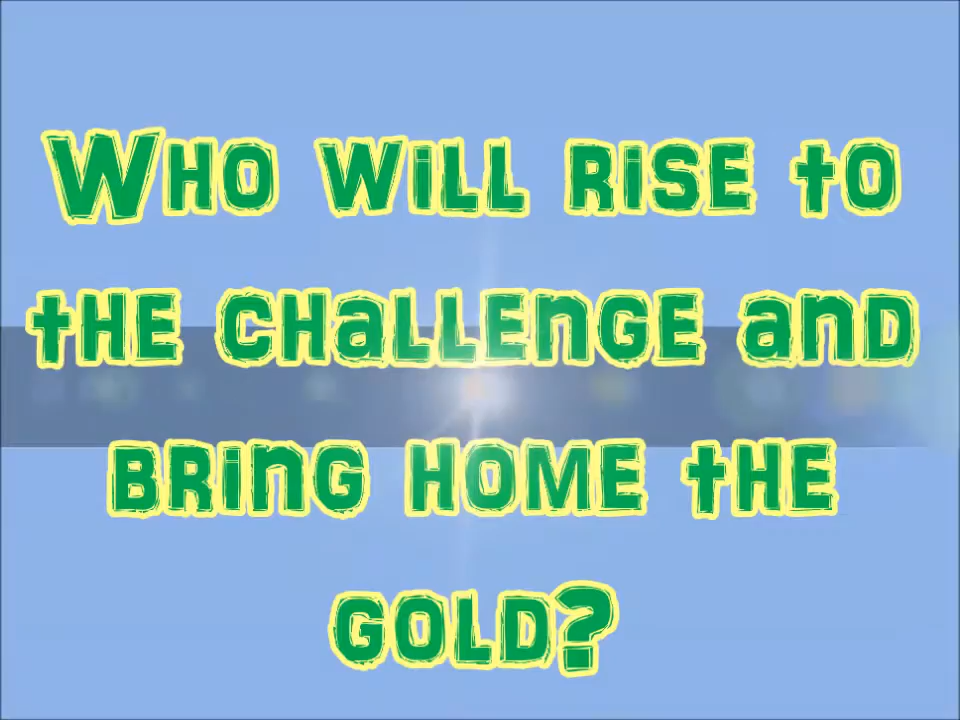 Who will rise to
the challenge and
bring home the
gold?